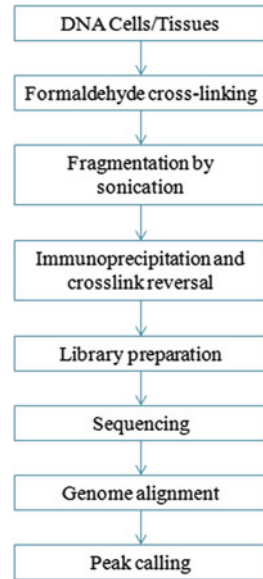 DNA Cells/Tissues
Formaldehyde cross-linking
Fragmentation by
sonication
Immunoprecipitation and
crosslink reversal
Library preparation
Sequencing
Genome alignment
Peak calling